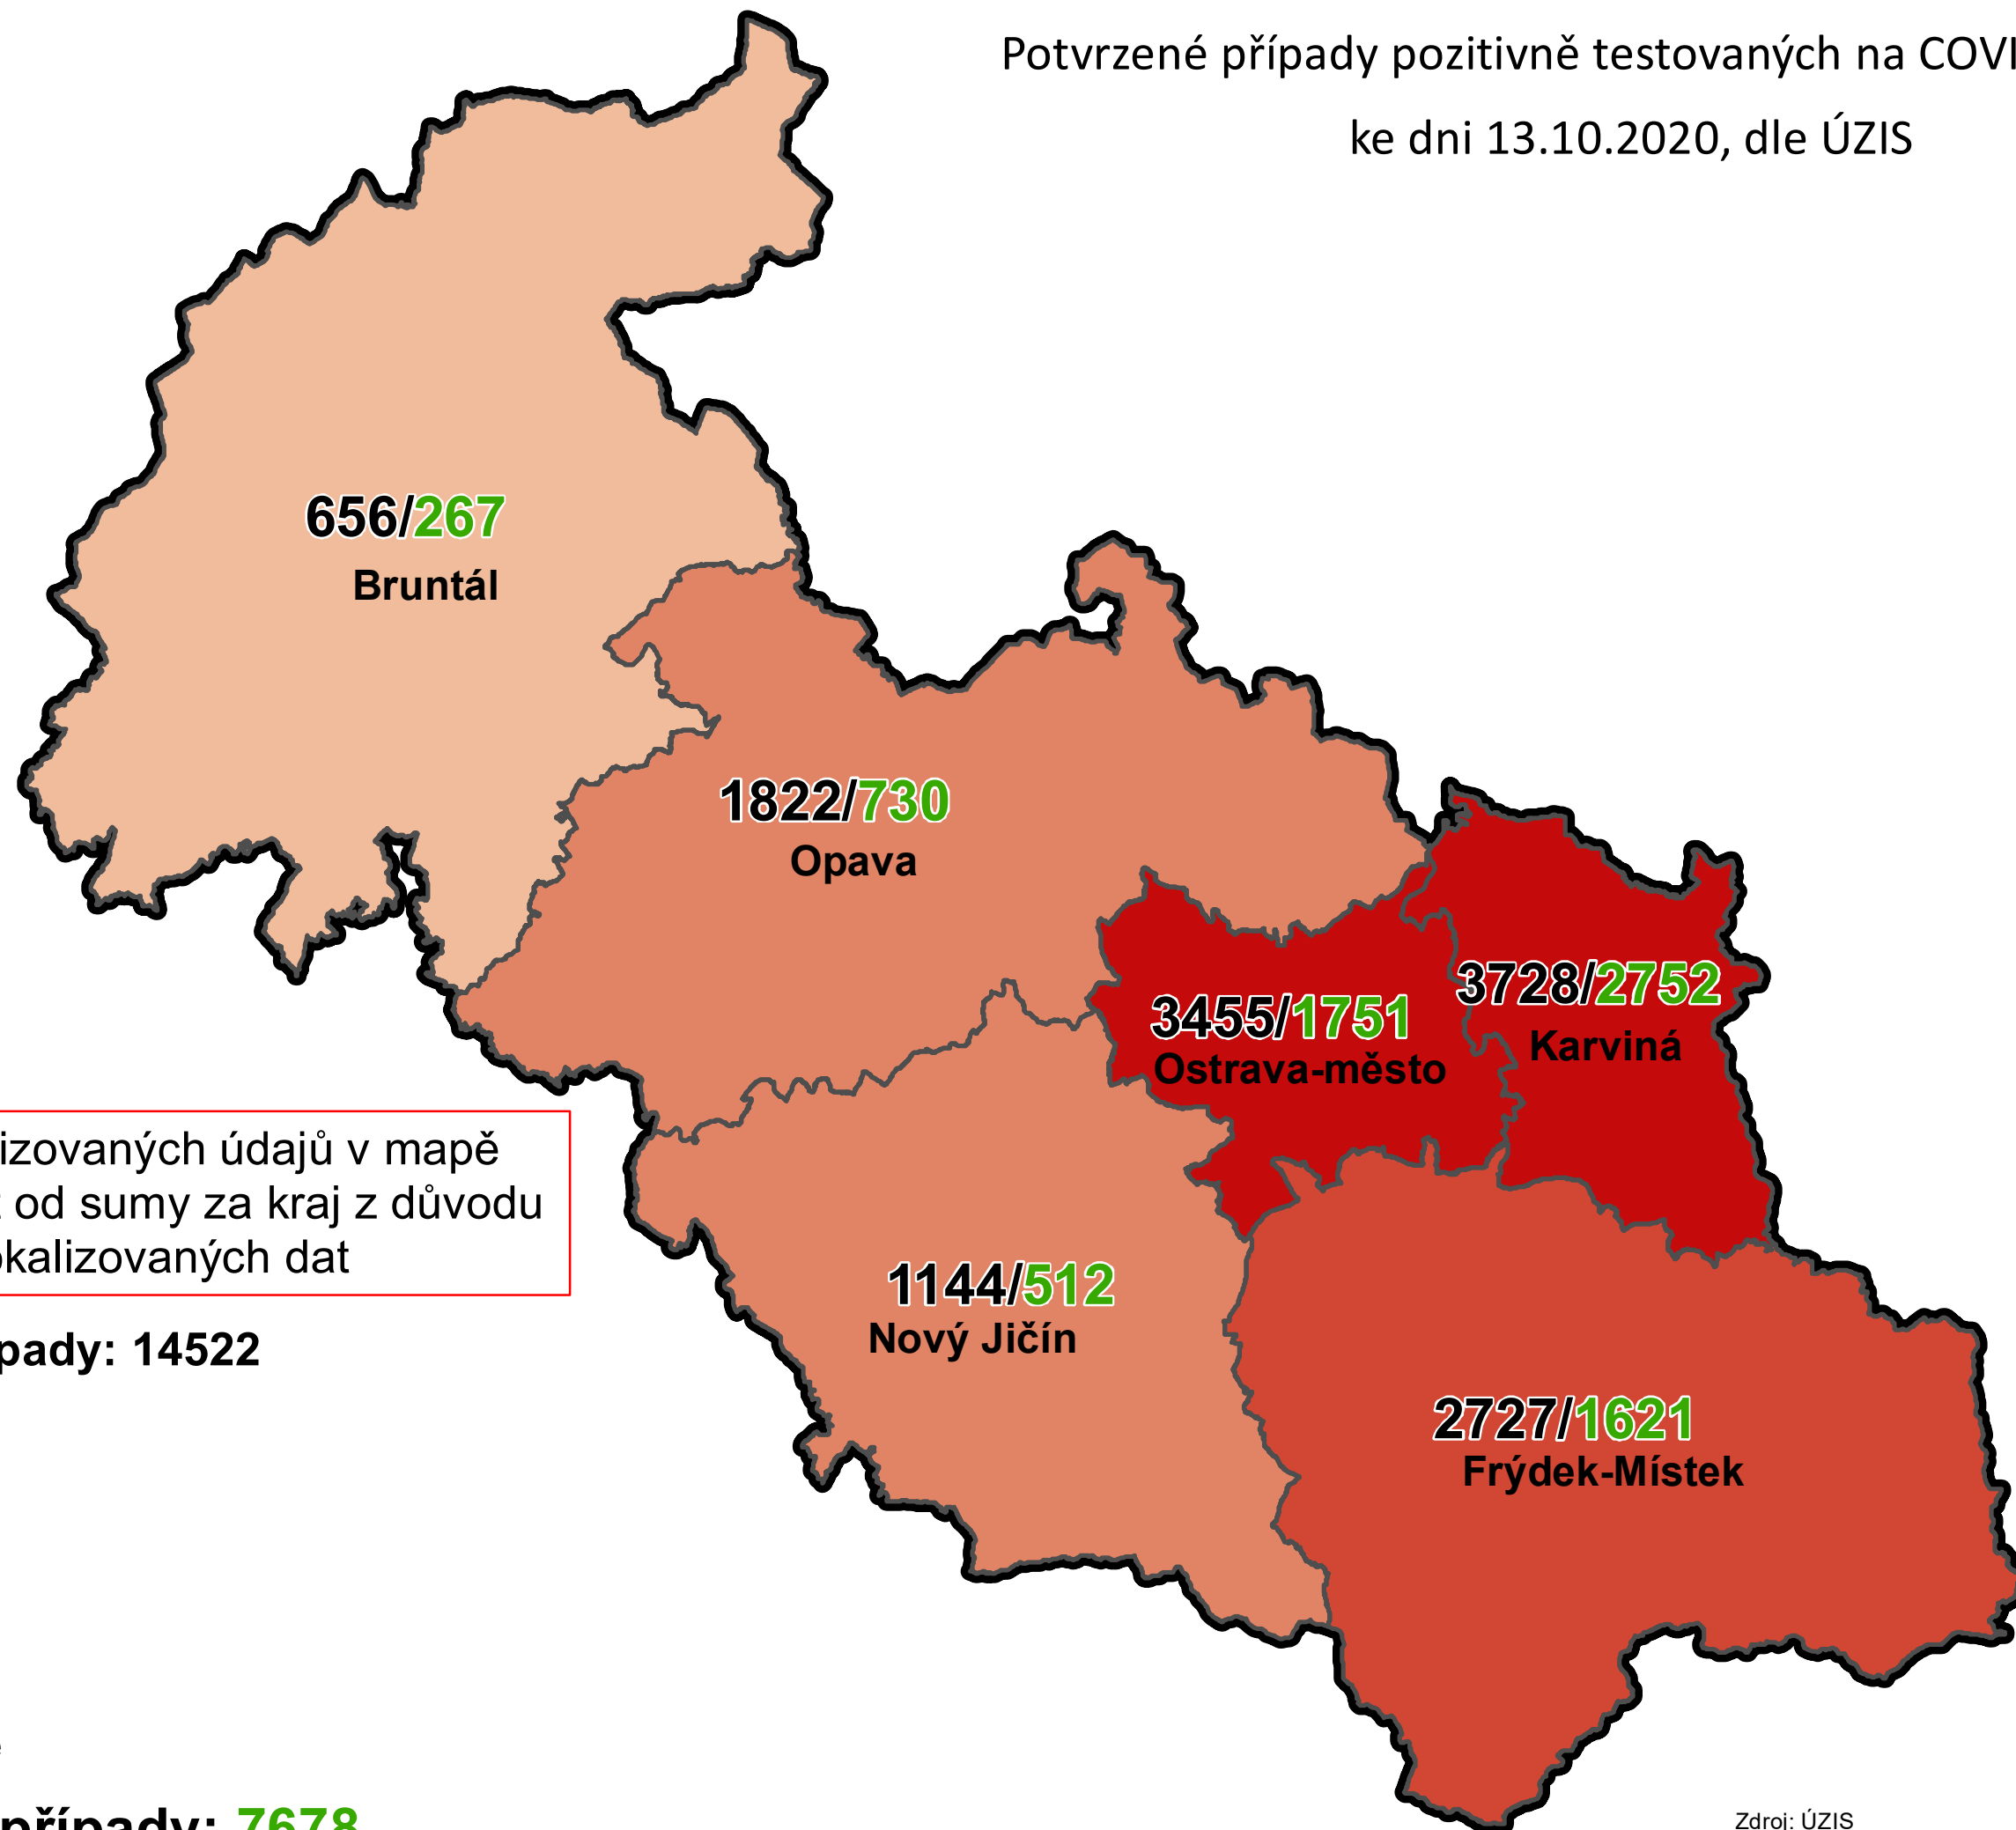 Potvrzené případy pozitivně testovaných na COVI
ke dni 13.10.2020, dle ÚZIS
656/267
Bruntál
1822/730
Opava
3728/2752
Karviná
3455/1751
Ostrava-město
izovaných údajů v mapě
od sumy za kraj z důvodu
okalizovaných dat
1144/512
Nový Jičín
pady: 14522
2727/1621
Frýdek-Místek
případy: 7678
Zdroj: ÚZIS